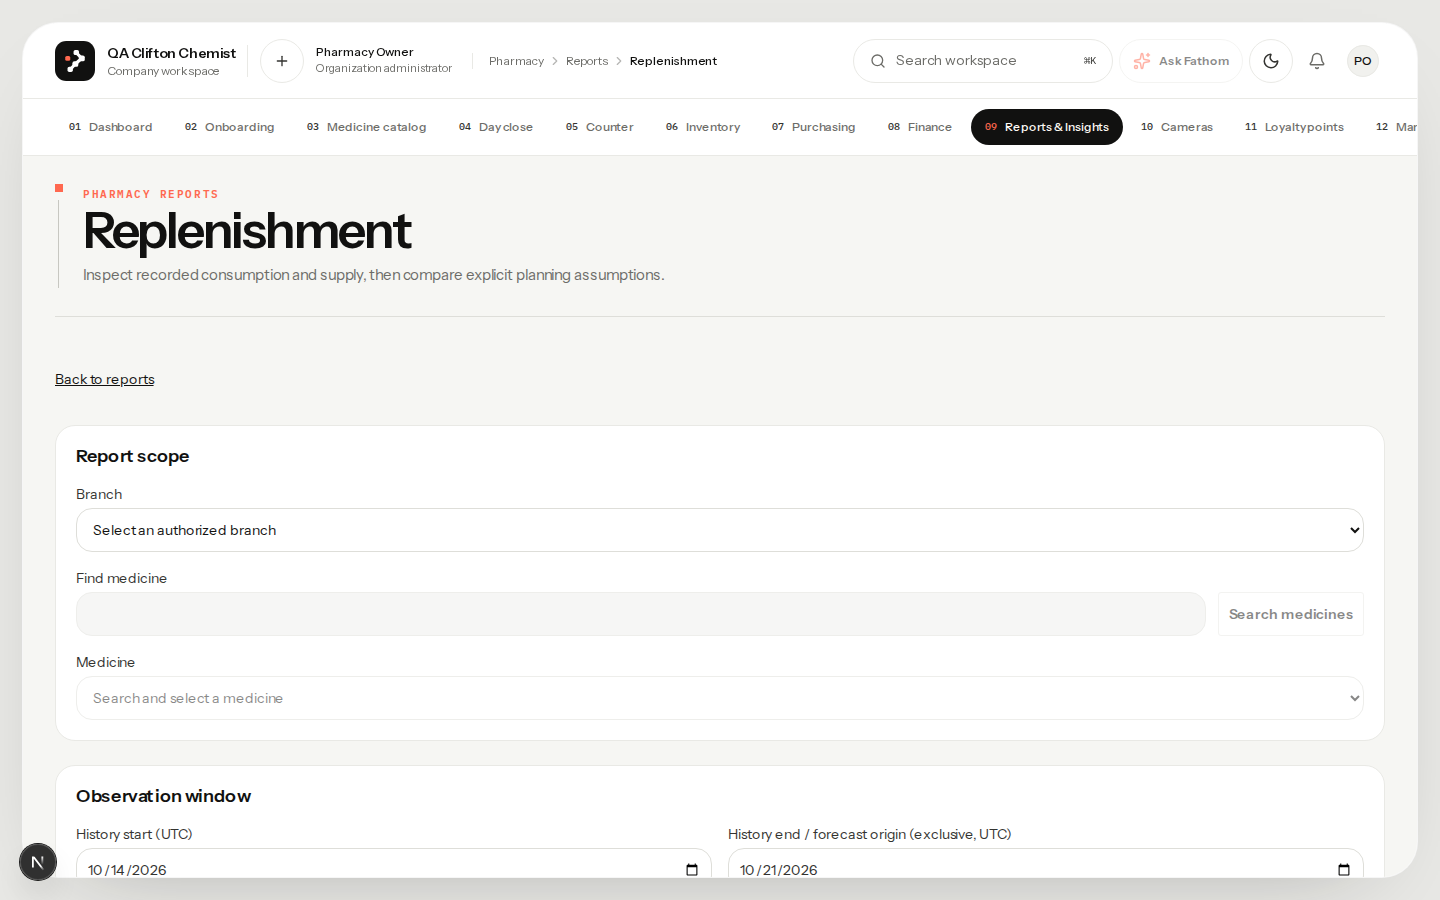 QA Clifton Chemist
Company workspace
Pharmacy Owner
Organization administrator
Pharmacy > Reports > Replenishment
Search workspace ⌘K
Ask Fathom
PO
01 Dashboard
02 Onboarding
03 Medicine catalog
04 Day close
05 Counter
06 Inventory
07 Purchasing
08 Finance
09 Reports & Insights
10 Cameras
11 Loyalty points
12 Mar
PHARMACY REPORTS
Replenishment
Inspect recorded consumption and supply, then compare explicit planning assumptions.
Back to reports
Report scope
Branch
Select an authorized branch
Find medicine
Search medicines
Medicine
Search and select a medicine
Observation window
History start (UTC)
History end / forecast origin (exclusive, UTC)
10/14/2026
10/21/2026
N